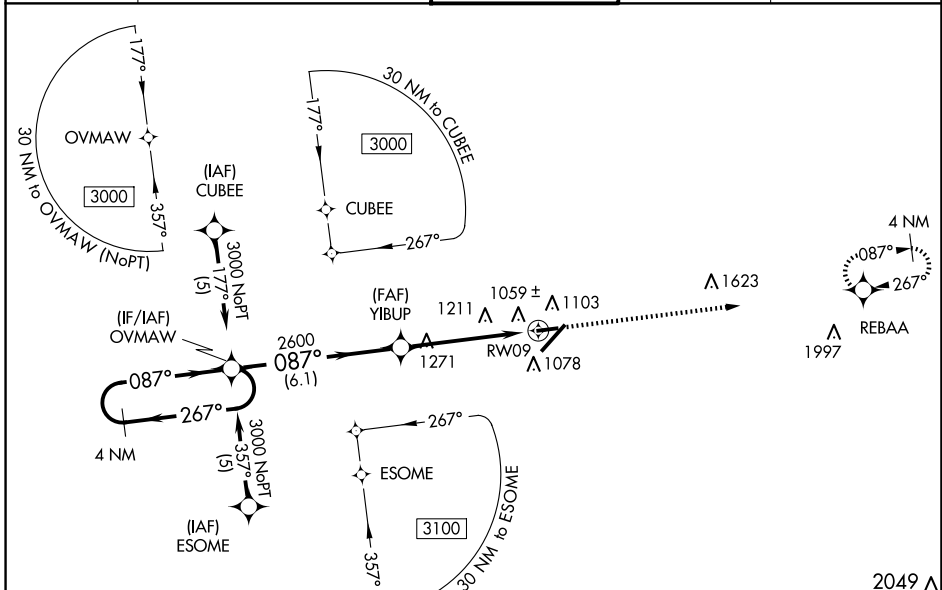 177°
OVMAW
3000
357°
30 NM to OVMAW (NoPT)
(IAF)
CUBEE
3000 NoPT
177°
(5)
177°
30 NM to CUBEE
3000
CUBEE
267°
4 NM
087°
267°
REBAA
1623
1997
(FAF)
YIBUP
1211
1059 ±
1103
1271
RW09
1078
(IF/IAF)
OVMAW
2600
087°
(6.1)
087°
267°
4 NM
3000 NoPT
357°
(5)
(IAF)
ESOME
267°
ESOME
3100
357°
30 NM to ESOME
2049